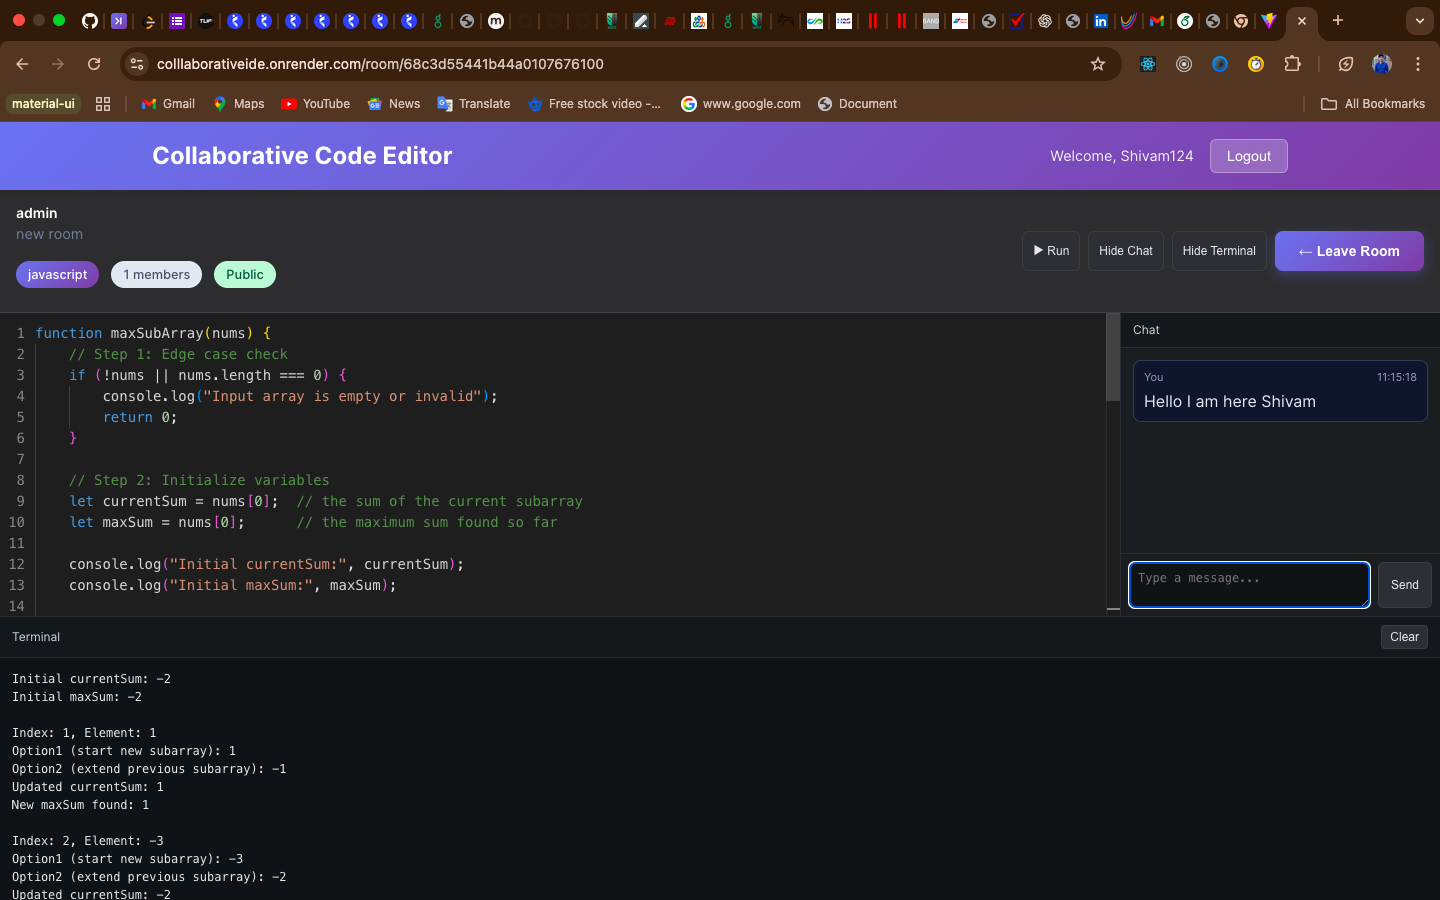 colllaborativeide.onrender.com/room/68c3d55441b44a0107676100
material-ui
Gmail
Maps
YouTube
News
Translate
Free stock video -...
www.google.com
Document
All Bookmarks
Collaborative Code Editor
Welcome, Shivam124
Logout
admin
new room
javascript
1 members
Public
▶ Run
Hide Chat
Hide Terminal
← Leave Room
1 function maxSubArray(nums) {
2     // Step 1: Edge case check
3     if (!nums || nums.length === 0) {
4         console.log("Input array is empty or invalid");
5         return 0;
6     }
7
8     // Step 2: Initialize variables
9     let currentSum = nums[0];  // the sum of the current subarray
10     let maxSum = nums[0];      // the maximum sum found so far
11
12     console.log("Initial currentSum:", currentSum);
13     console.log("Initial maxSum:", maxSum);
14
Chat
You 11:15:18
Hello I am here Shivam
Type a message...
Send
Terminal
Clear
Initial currentSum: -2
Initial maxSum: -2
Index: 1, Element: 1
Option1 (start new subarray): 1
Option2 (extend previous subarray): -1
Updated currentSum: 1
New maxSum found: 1
Index: 2, Element: -3
Option1 (start new subarray): -3
Option2 (extend previous subarray): -2
Updated currentSum: -2